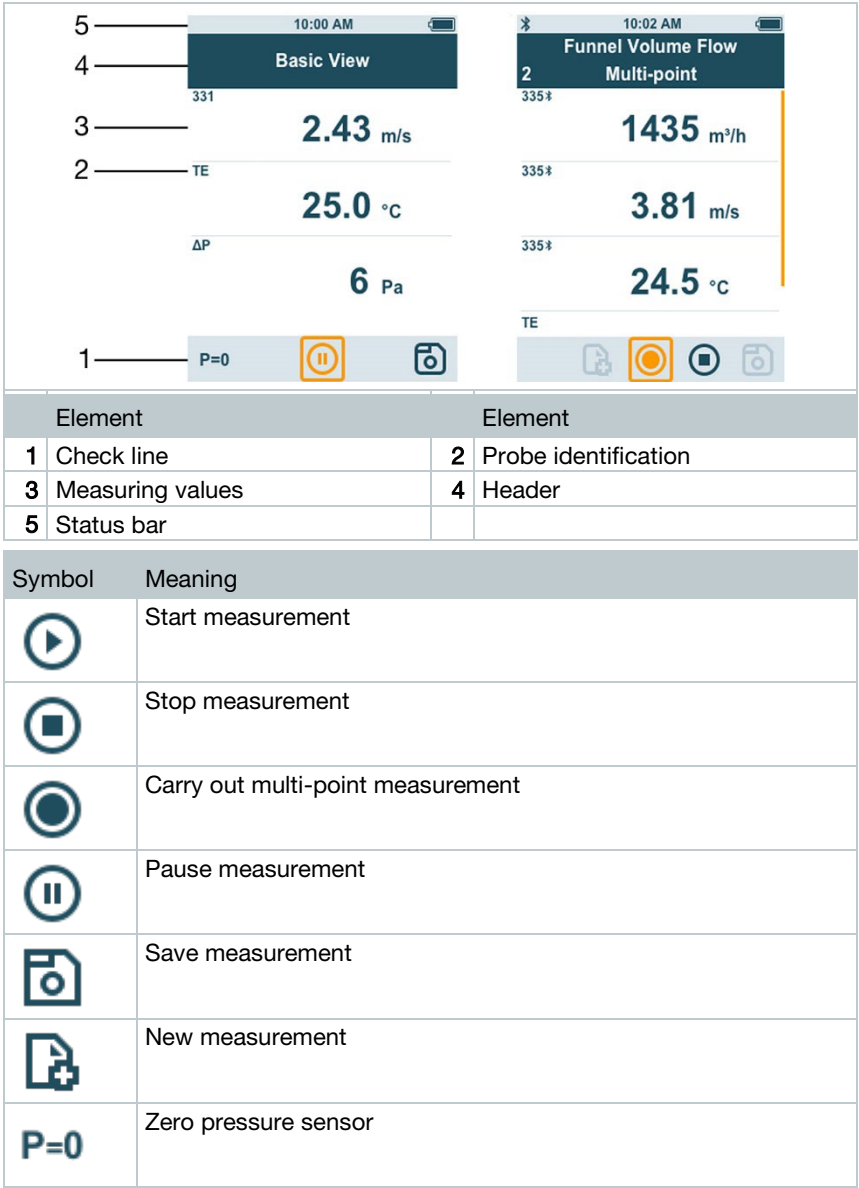 5
10:00 AM
4
Basic View
331
3
2.43 m/s
2
TE
25.0 °C
ΔP
6 Pa
1
P=0
10:02 AM
Funnel Volume Flow
2 Multi-point
335
1435 m³/h
335
3.81 m/s
335
24.5 °C
TE
Element Element
1 Check line 2 Probe identification
3 Measuring values 4 Header
5 Status bar
Symbol Meaning
Start measurement
Stop measurement
Carry out multi-point measurement
Pause measurement
Save measurement
New measurement
P=0 Zero pressure sensor